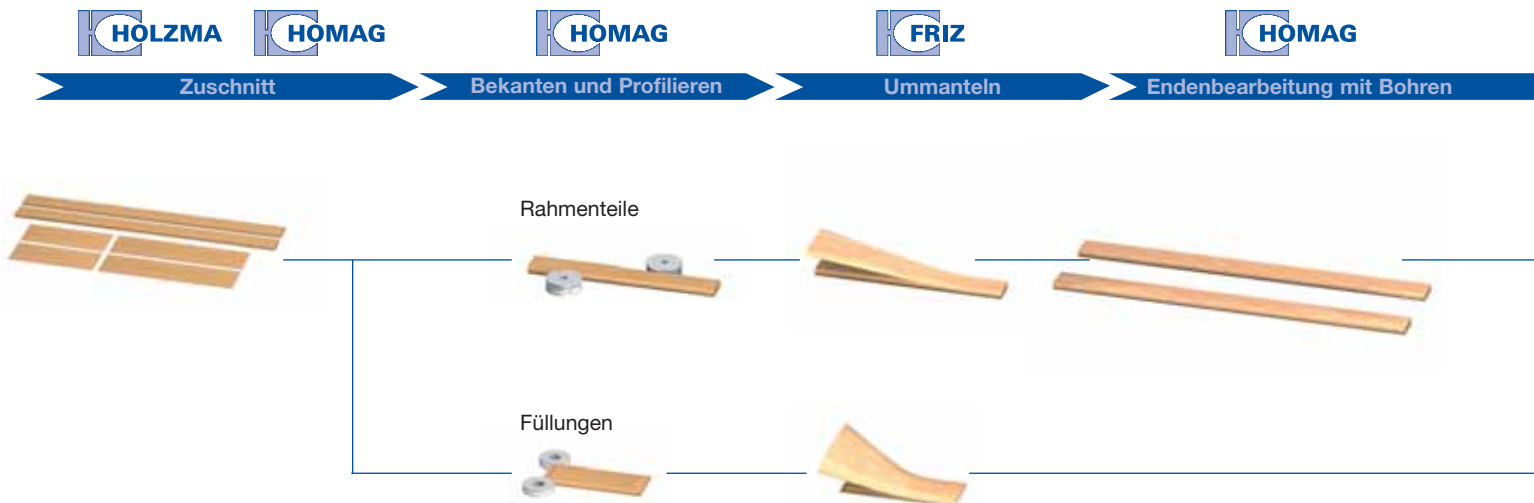 HOLZMA HOMAG HOMAG FRIZ HOMAG
Zuschnitt Bekanten und Profilieren Ummanteln Endenbearbeitung mit Bohren
Rahmenteile
Füllungen